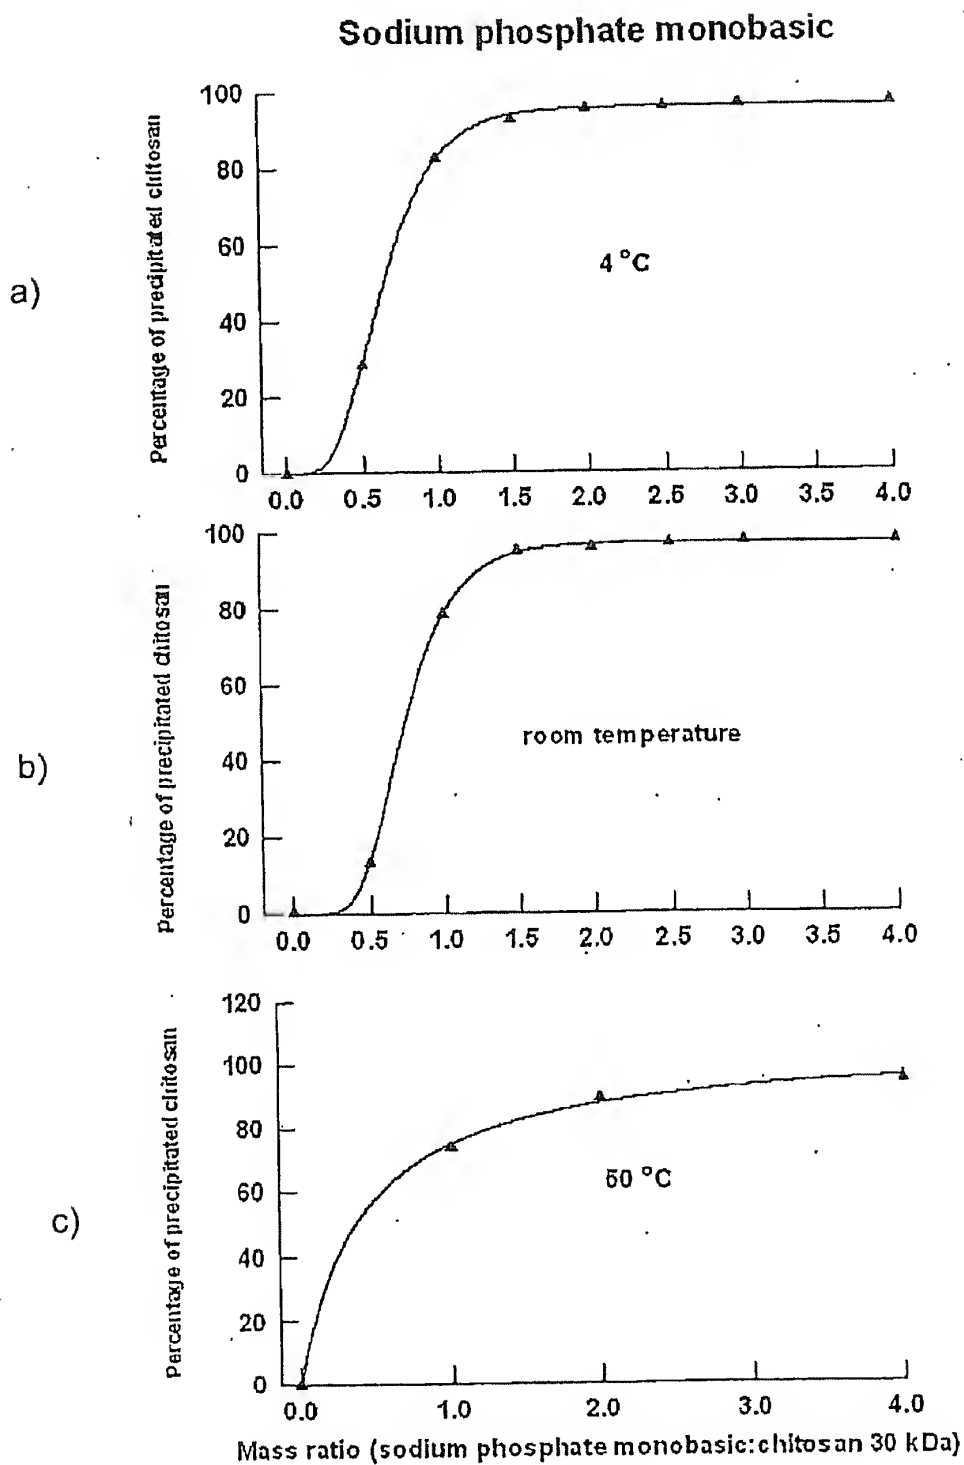 Sodium phosphate monobasic
a)
Percentage of precipitated chitosan
100
80
60
40
20
0
4 °C
0.0 0.5 1.0 1.5 2.0 2.5 3.0 3.5 4.0
b)
Percentage of precipitated chitosan
100
80
60
40
20
0
room temperature
0.0 0.5 1.0 1.5 2.0 2.5 3.0 3.5 4.0
c)
Percentage of precipitated chitosan
120
100
80
60
40
20
0
°C
0.0 1.0 2.0 3.0 4.0
Mass ratio (sodium phosphate monobasic:chitosan 30 kDa)